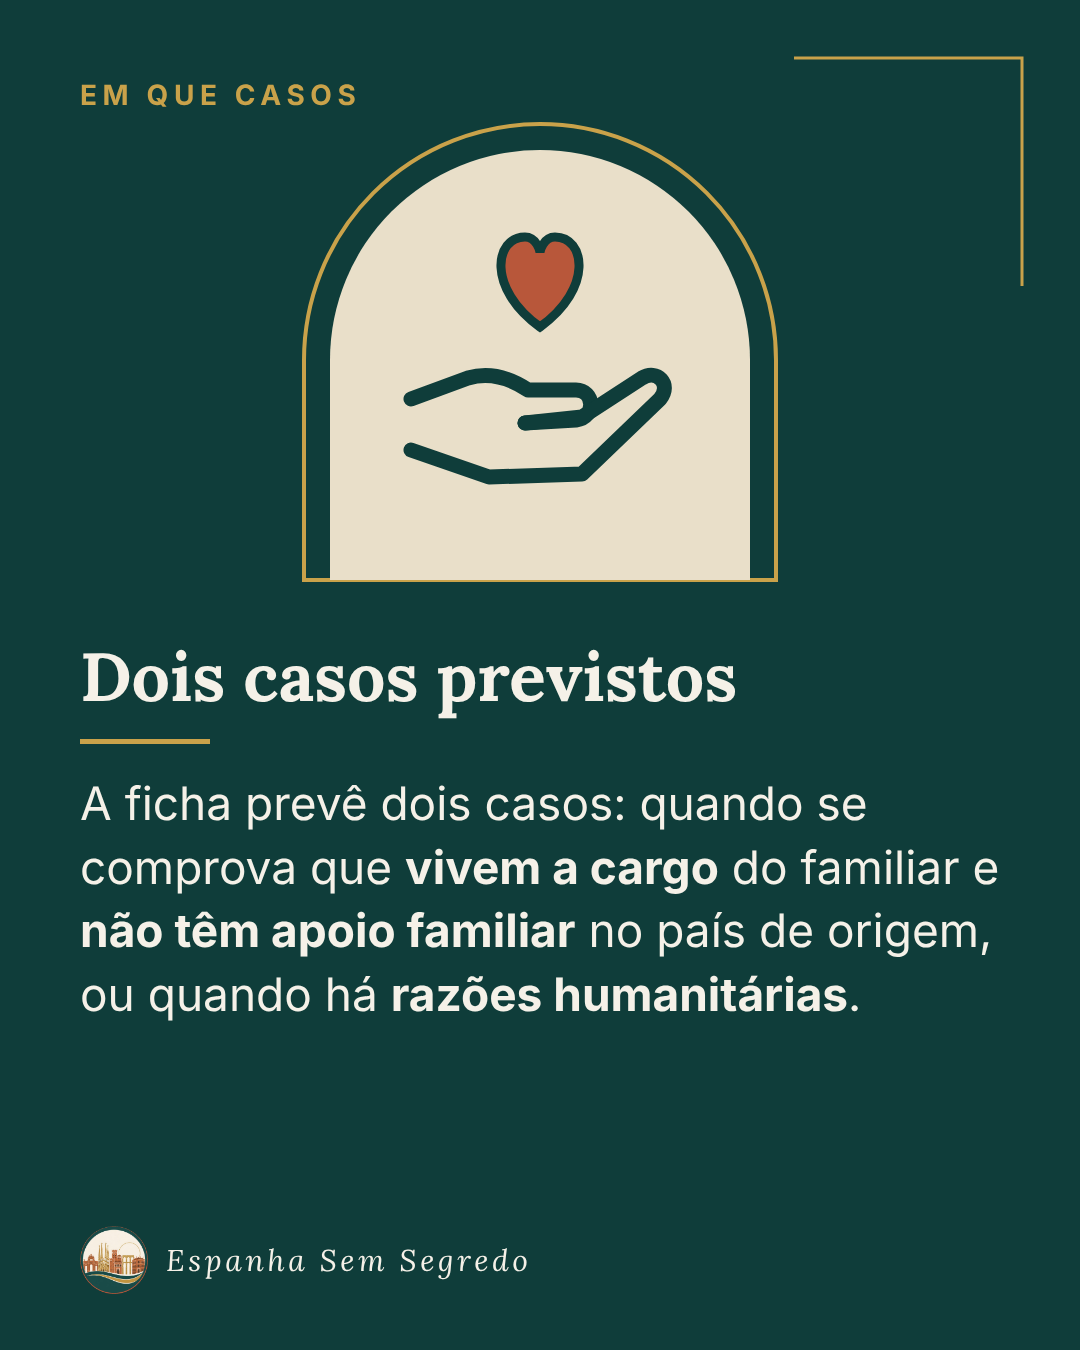 EM QUE CASOS
Dois casos previstos
A ficha prevê dois casos: quando se
comprova que vivem a cargo do familiar e
não têm apoio familiar no país de origem,
ou quando há razões humanitárias.
Espanha Sem Segredo